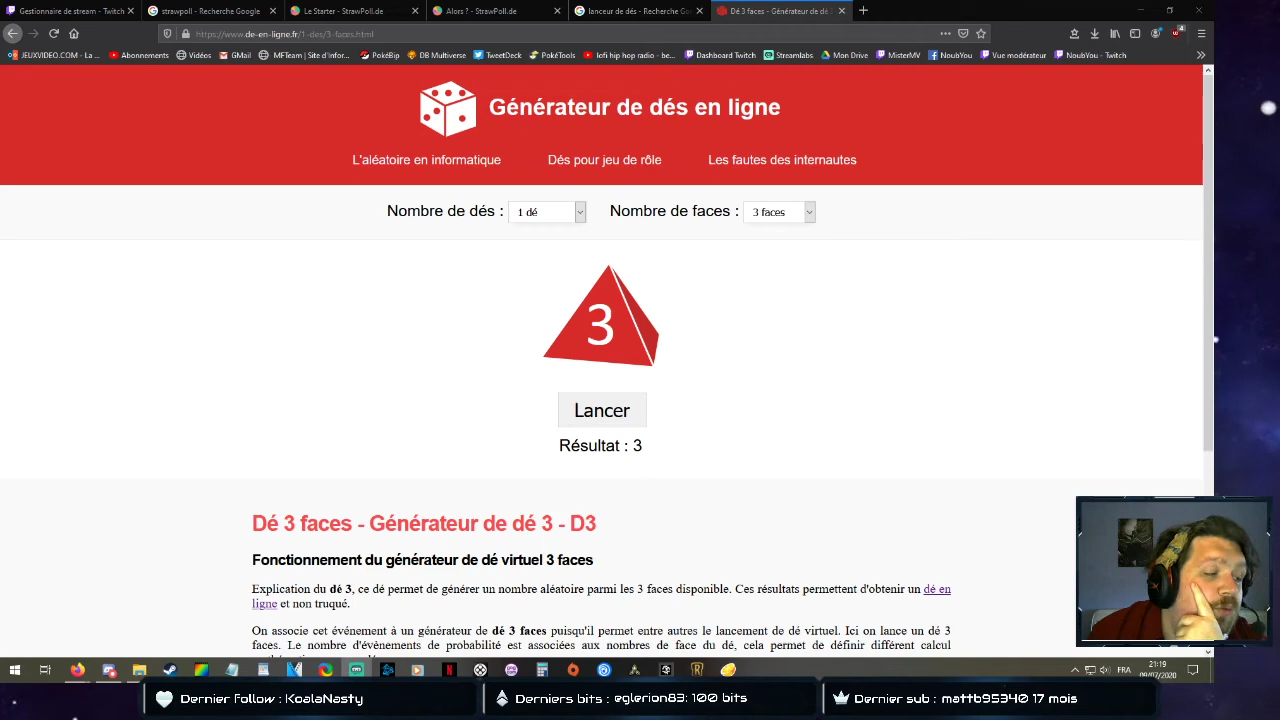 Gestionnaire de stream - Twitch
strawpoll - Recherche Google
Le Starter - StrawPoll.de
Alors ? - StrawPoll.de
lanceur de dés - Recherche Go
Dé 3 faces - Générateur de dé 3
https://www.de-en-ligne.fr/1-des/3-faces.html
4
JEUXVIDEO.COM - La ...
Abonnements
Vidéos
GMail
MFTeam | Site d'Infor...
PokéBip
DB Multiverse
TweetDeck
PokéTools
lofi hip hop radio - be...
Dashboard Twitch
Streamlabs
Mon Drive
MisterMV
NoubYou
Vue modérateur
NoubYou - Twitch
Générateur de dés en ligne
L'aléatoire en informatique
Dés pour jeu de rôle
Les fautes des internautes
Nombre de dés : 1 dé
Nombre de faces : 3 faces
3
Lancer
Résultat : 3
Dé 3 faces - Générateur de dé 3 - D3
Fonctionnement du générateur de dé virtuel 3 faces
Explication du dé 3, ce dé permet de générer un nombre aléatoire parmi les 3 faces disponible. Ces résultats permettent d'obtenir un dé en
ligne et non truqué.
On associe cet événement à un générateur de dé 3 faces puisqu'il permet entre autres le lancement de dé virtuel. Ici on lance un dé 3
faces. Le nombre d'évènements de probabilité est associées aux nombres de face du dé, cela permet de définir différent calcul
FRA
21:19
09/07/2020
Dernier Follow : KoalaNasty
Derniers bits : eglerion83: 100 bits
Dernier sub : mattb95340 17 mois